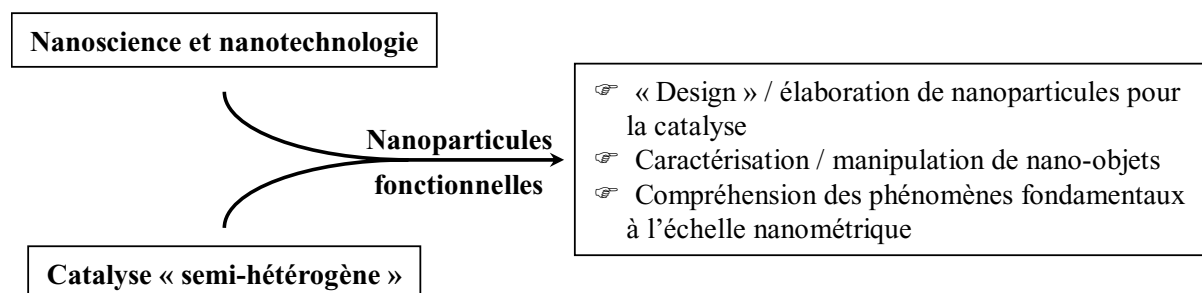 Nanoscience et nanotechnologie
Nanoparticules
fonctionnelles
☞ « Design » / élaboration de nanoparticules pour
la catalyse
☞ Caractérisation / manipulation de nano-objets
☞ Compréhension des phénomènes fondamentaux
à l’échelle nanométrique
Catalyse « semi-hétérogène »